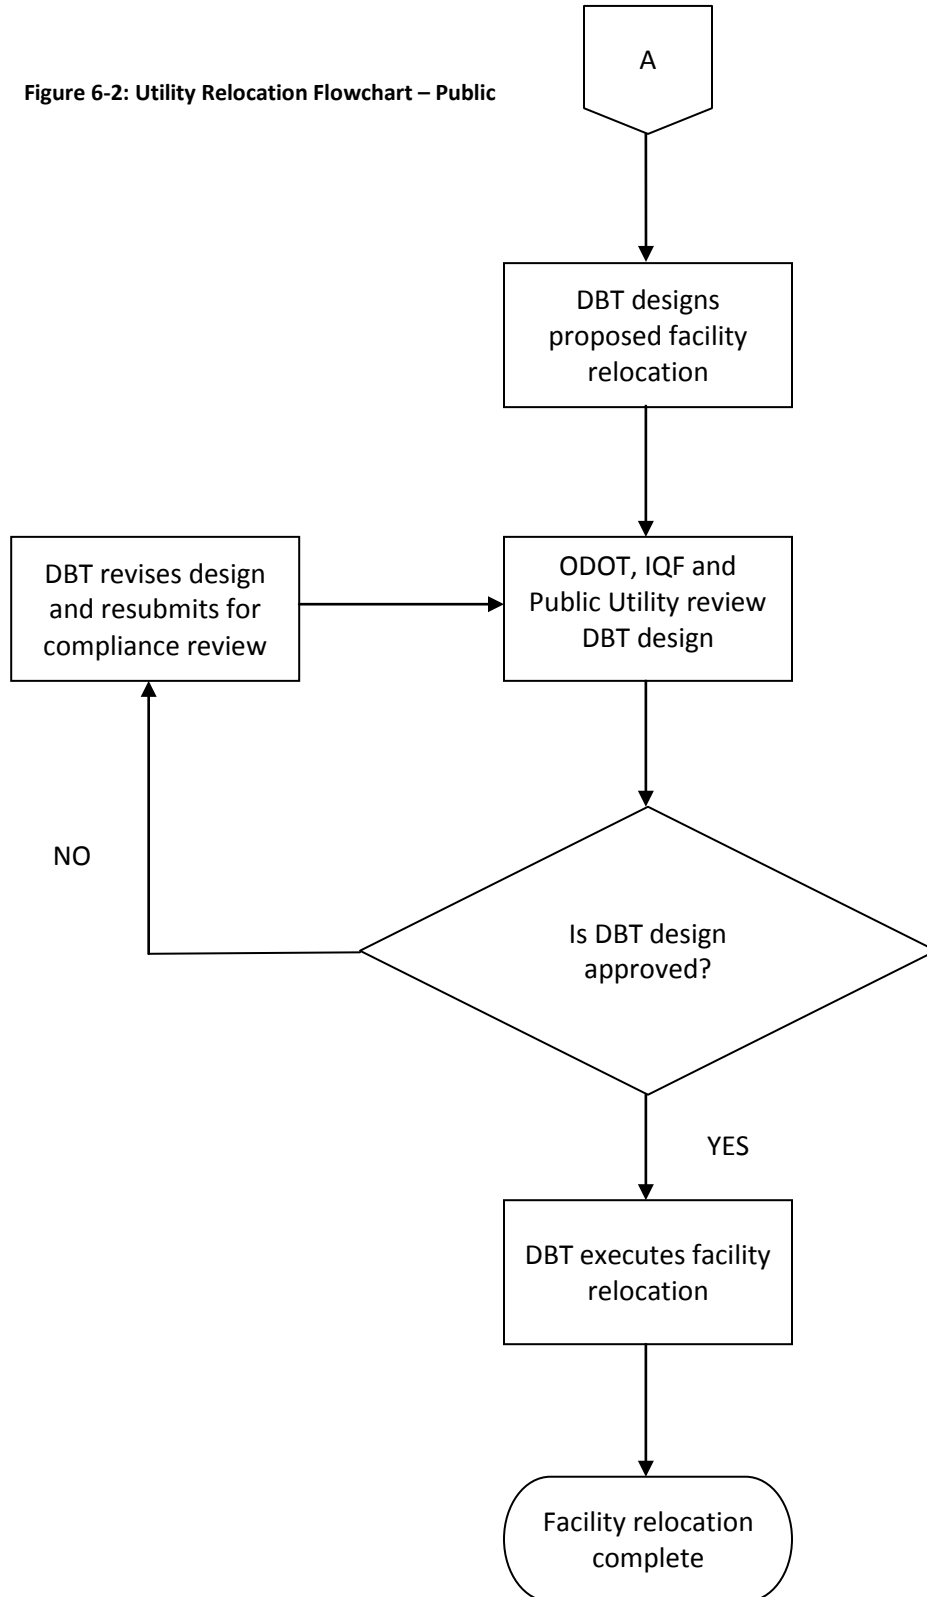 A
Figure 6-2: Utility Relocation Flowchart – Public
DBT designs
proposed facility
relocation
DBT revises design
and resubmits for
compliance review
ODOT, IQF and
Public Utility review
DBT design
NO
Is DBT design
approved?
YES
DBT executes facility
relocation
Facility relocation
complete